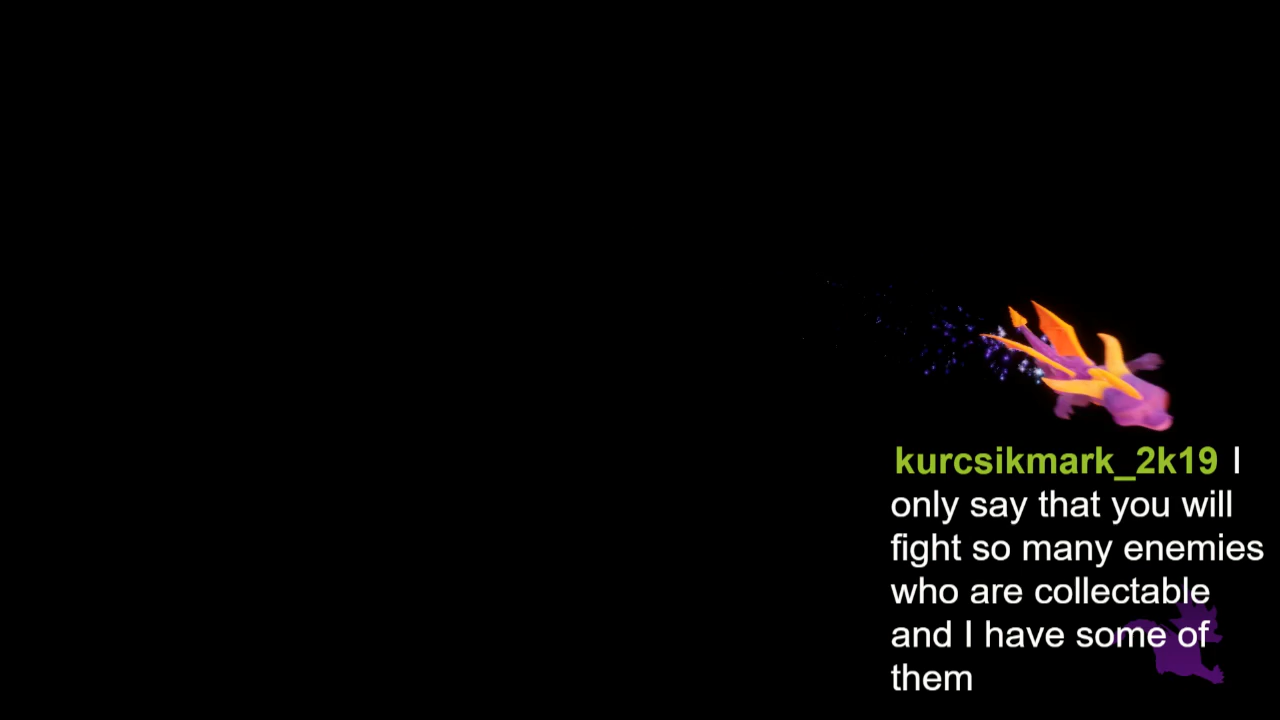 kurcsikmark_2k19 I
only say that you will
fight so many enemies
who are collectable
and I have some of
them